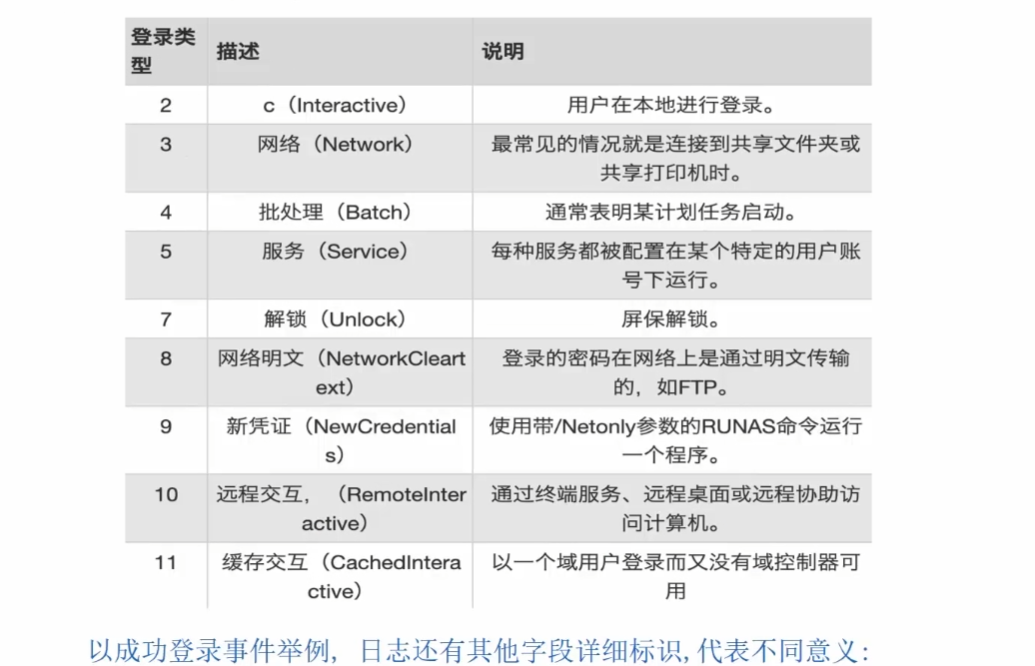 登录类型 描述 说明
2 c（Interactive） 用户在本地进行登录。
3 网络（Network） 最常见的情况就是连接到共享文件夹或
共享打印机时。
4 批处理（Batch） 通常表明某计划任务启动。
5 服务（Service） 每种服务都被配置在某个特定的用户账
号下运行。
7 解锁（Unlock） 屏保解锁。
8 网络明文（NetworkCleart 登录的密码在网络上是通过明文传输
ext） 的，如FTP。
9 新凭证（NewCredential 使用带/Netonly参数的RUNAS命令运行
s） 一个程序。
10 远程交互，（RemoteInter 通过终端服务、远程桌面或远程协助访
active） 问计算机。
11 缓存交互（CachedIntera 以一个域用户登录而又没有域控制器可
ctive） 用
以成功登录事件举例，日志还有其他字段详细标识,代表不同意义：